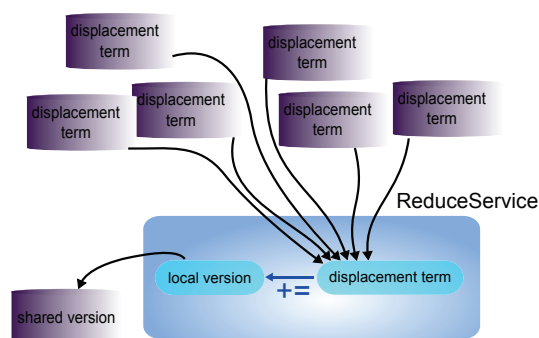 displacement
term
displacement
term
displacement
term
displacement
term
displacement
term
displacement
term
ReduceService
local version
+=
displacement term
shared version